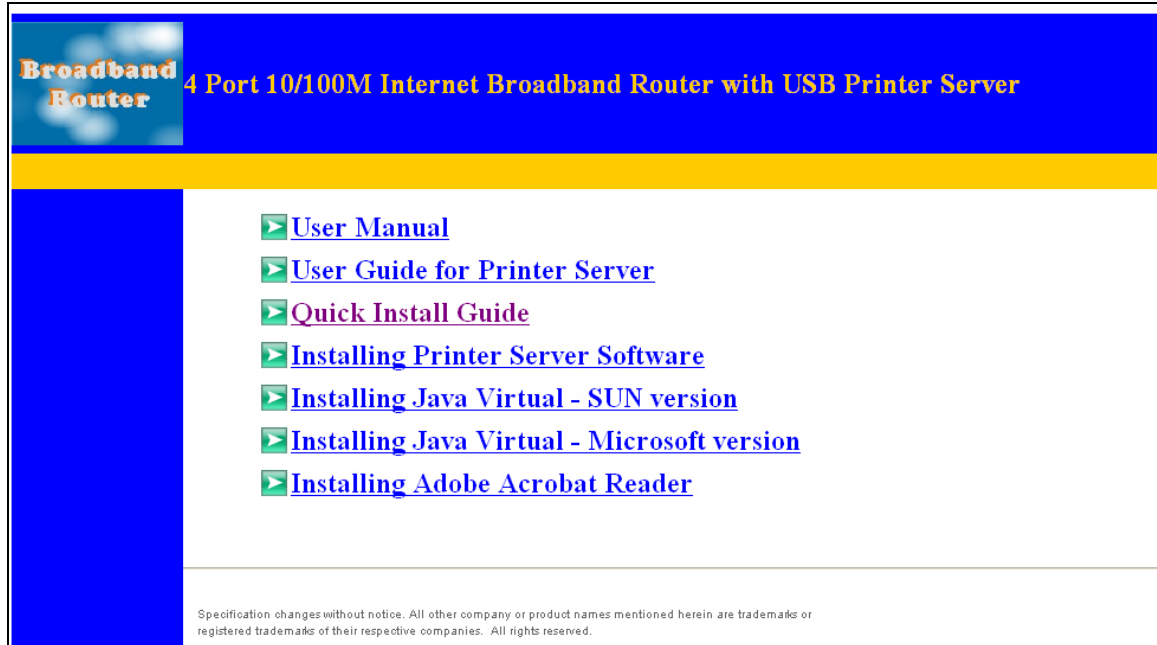 Broadband
Router
4 Port 10/100M Internet Broadband Router with USB Printer Server
User Manual
User Guide for Printer Server
Quick Install Guide
Installing Printer Server Software
Installing Java Virtual - SUN version
Installing Java Virtual - Microsoft version
Installing Adobe Acrobat Reader
Specification changes without notice. All other company or product names mentioned herein are trademarks or
registered trademarks of their respective companies. All rights reserved.